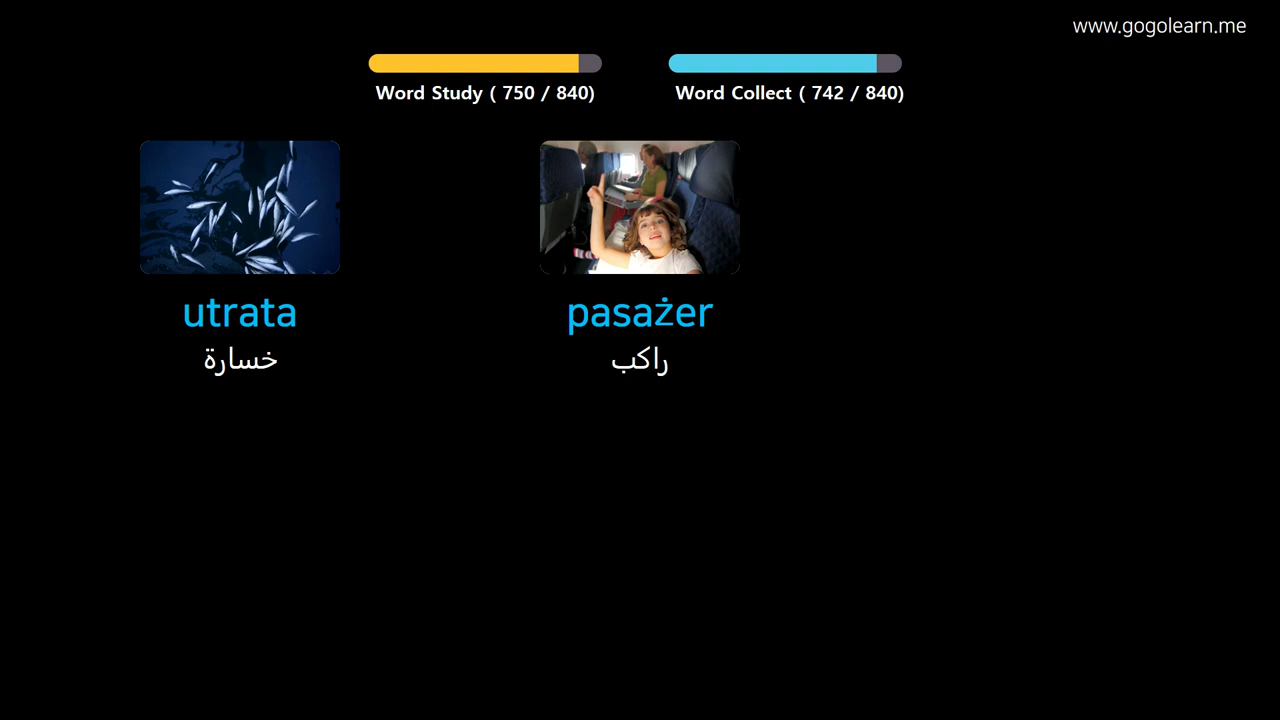 www.gogolearn.me
Word Study ( 750 / 840)
Word Collect ( 742 / 840)
utrata
خسارة
pasażer
راكب